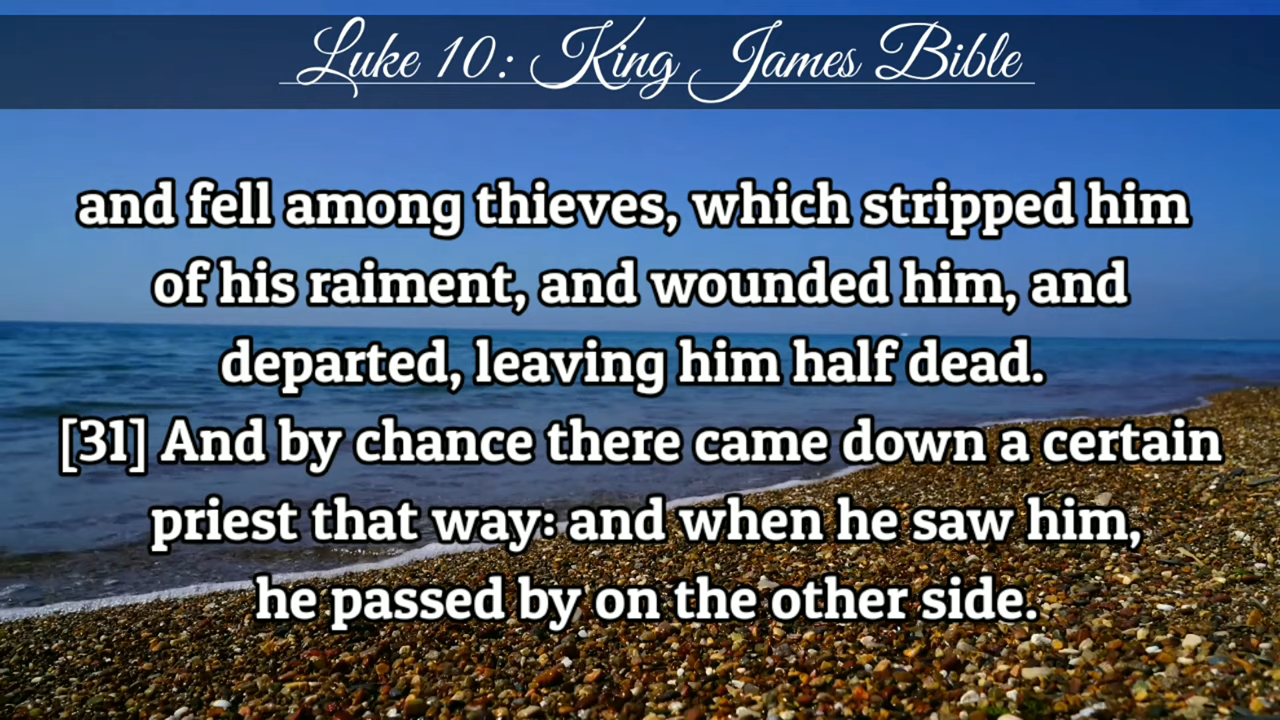 Luke 10: King James Bible
and fell among thieves, which stripped him
of his raiment, and wounded him, and
departed, leaving him half dead.
[31] And by chance there came down a certain
priest that way: and when he saw him,
he passed by on the other side.